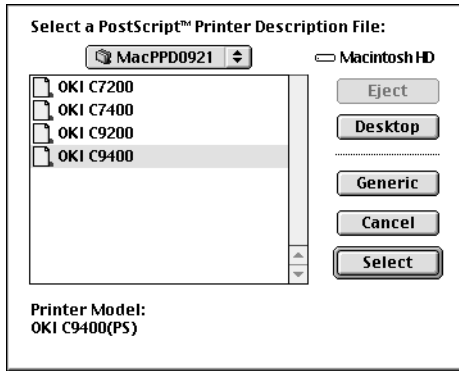 Select a PostScript™ Printer Description File:
MacPPD0921
Macintosh HD
OKI C7200
OKI C7400
OKI C9200
OKI C9400
Eject
Desktop
Generic
Cancel
Select
Printer Model:
OKI C9400(PS)